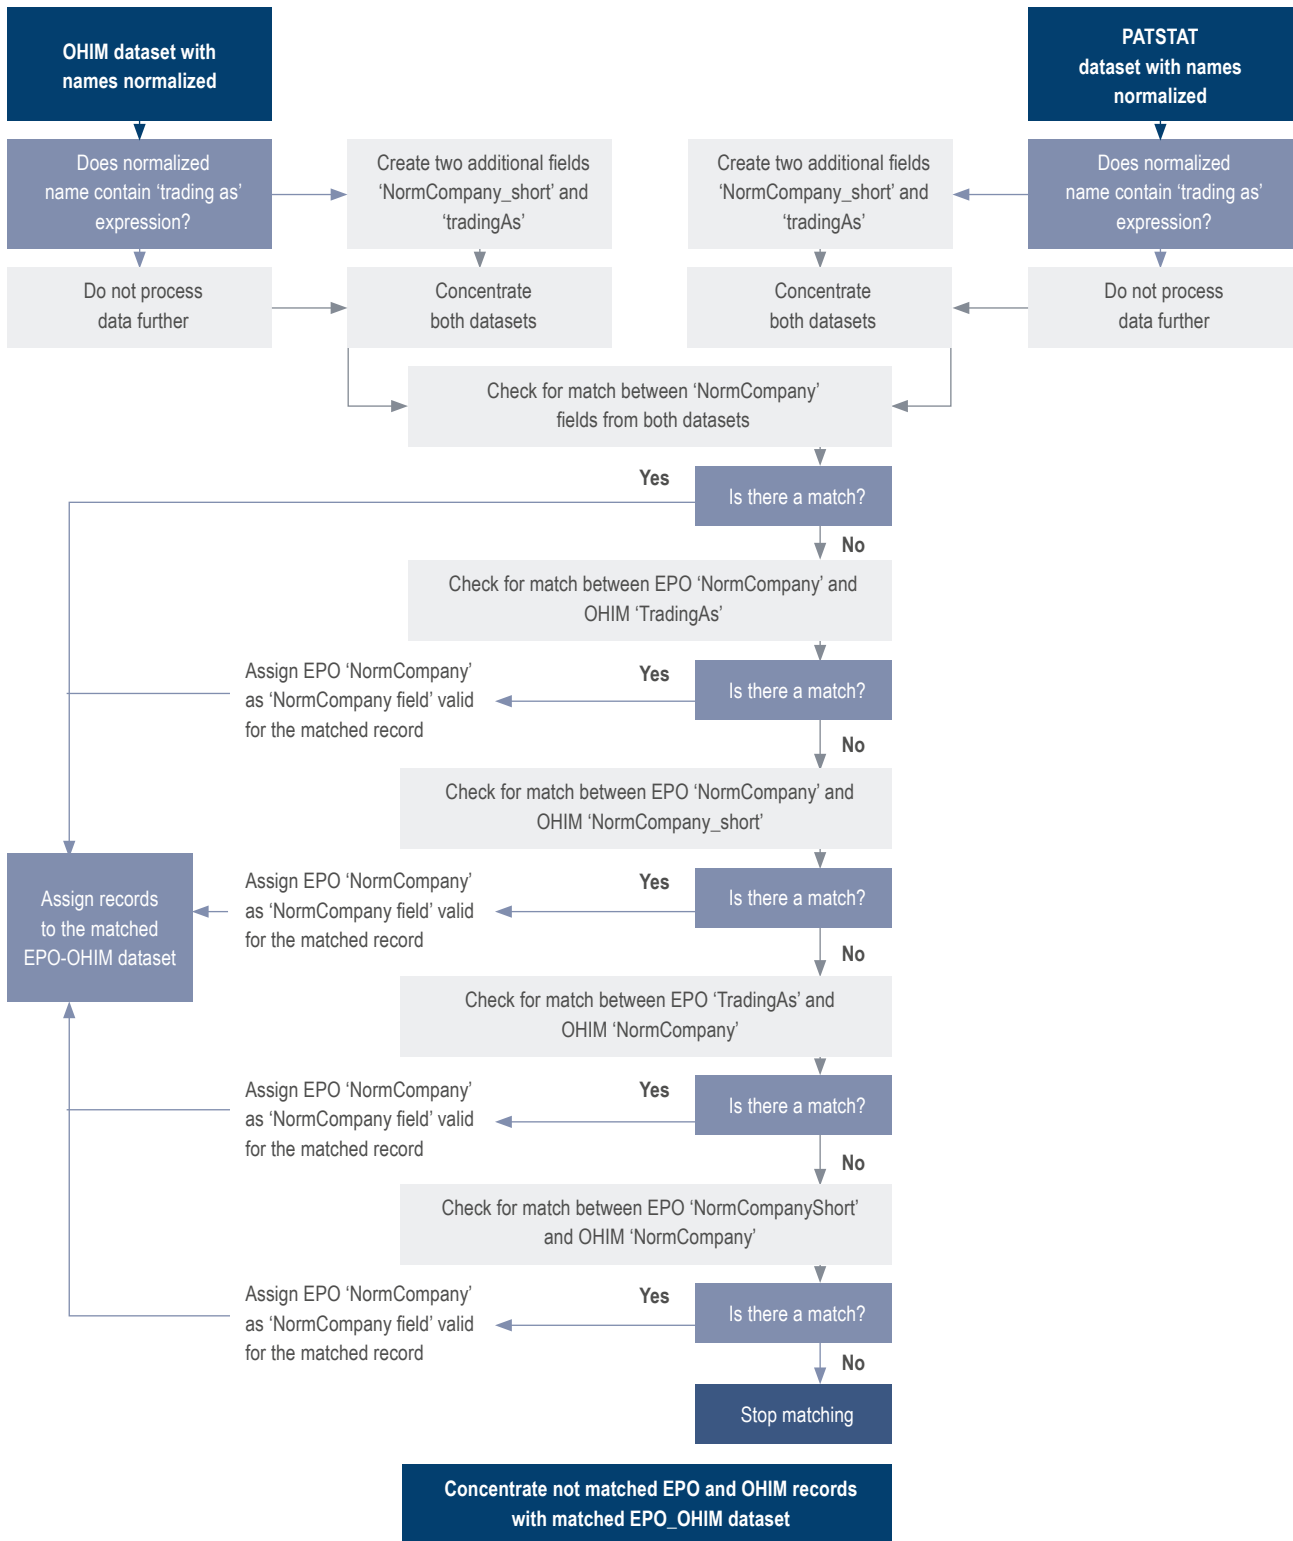 OHIM dataset with
names normalized
PATSTAT
dataset with names
normalized
Does normalized
name contain ‘trading as’
expression?
Create two additional fields
‘NormCompany_short’ and
‘tradingAs’
Create two additional fields
‘NormCompany_short’ and
‘tradingAs’
Does normalized
name contain ‘trading as’
expression?
Do not process
data further
Concentrate
both datasets
Concentrate
both datasets
Do not process
data further
Check for match between ‘NormCompany’
fields from both datasets
Yes
Is there a match?
No
Check for match between EPO ‘NormCompany’ and
OHIM ‘TradingAs’
Assign EPO ‘NormCompany’
as ‘NormCompany field’ valid
for the matched record
Yes
Is there a match?
No
Check for match between EPO ‘NormCompany’ and
OHIM ‘NormCompany_short’
Assign records
to the matched
EPO-OHIM dataset
Assign EPO ‘NormCompany’
as ‘NormCompany field’ valid
for the matched record
Yes
Is there a match?
No
Check for match between EPO ‘TradingAs’ and
OHIM ‘NormCompany’
Assign EPO ‘NormCompany’
as ‘NormCompany field’ valid
for the matched record
Yes
Is there a match?
No
Check for match between EPO ‘NormCompanyShort’
and OHIM ‘NormCompany’
Assign EPO ‘NormCompany’
as ‘NormCompany field’ valid
for the matched record
Yes
Is there a match?
No
Stop matching
Concentrate not matched EPO and OHIM records
with matched EPO_OHIM dataset